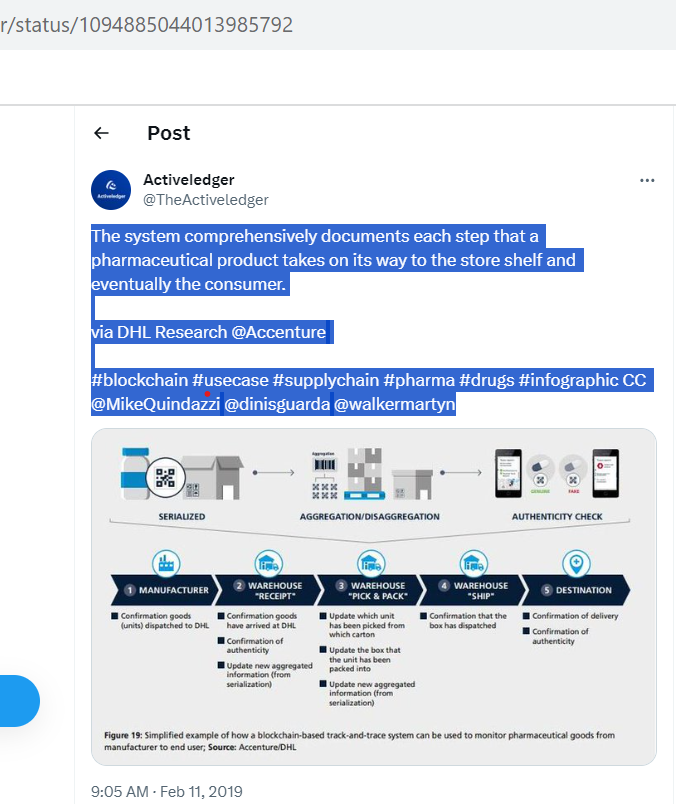 r/status/1094885044013985792
Post
Activeledger
Activeledger
@TheActiveledger
The system comprehensively documents each step that a
pharmaceutical product takes on its way to the store shelf and
eventually the consumer.
via DHL Research @Accenture
#blockchain #usecase #supplychain #pharma #drugs #infographic CC
@MikeQuindazzi @dinisguarda @walkermartyn
Aggregation
GENUINE
FAKE
SERIALIZED
AGGREGATION/DISAGGREGATION
AUTHENTICITY CHECK
1 MANUFACTURER
Confirmation goods
(units) dispatched to DHL
2 WAREHOUSE
"RECEIPT"
Confirmation goods
have arrived at DHL
Confirmation of
authenticity
Update new aggregated
information (from
serialization)
3 WAREHOUSE
"PICK & PACK"
Update which unit
has been picked from
which carton
Update the box that
the unit has been
packed into
Update new aggregated
information (from
serialization)
4 WAREHOUSE
"SHIP"
Confirmation that the
box has dispatched
5 DESTINATION
Confirmation of delivery
Confirmation of
authenticity
Figure 19: Simplified example of how a blockchain-based track-and-trace system can be used to monitor pharmaceutical goods from
manufacturer to end user; Source: Accenture/DHL
9:05 AM · Feb 11, 2019